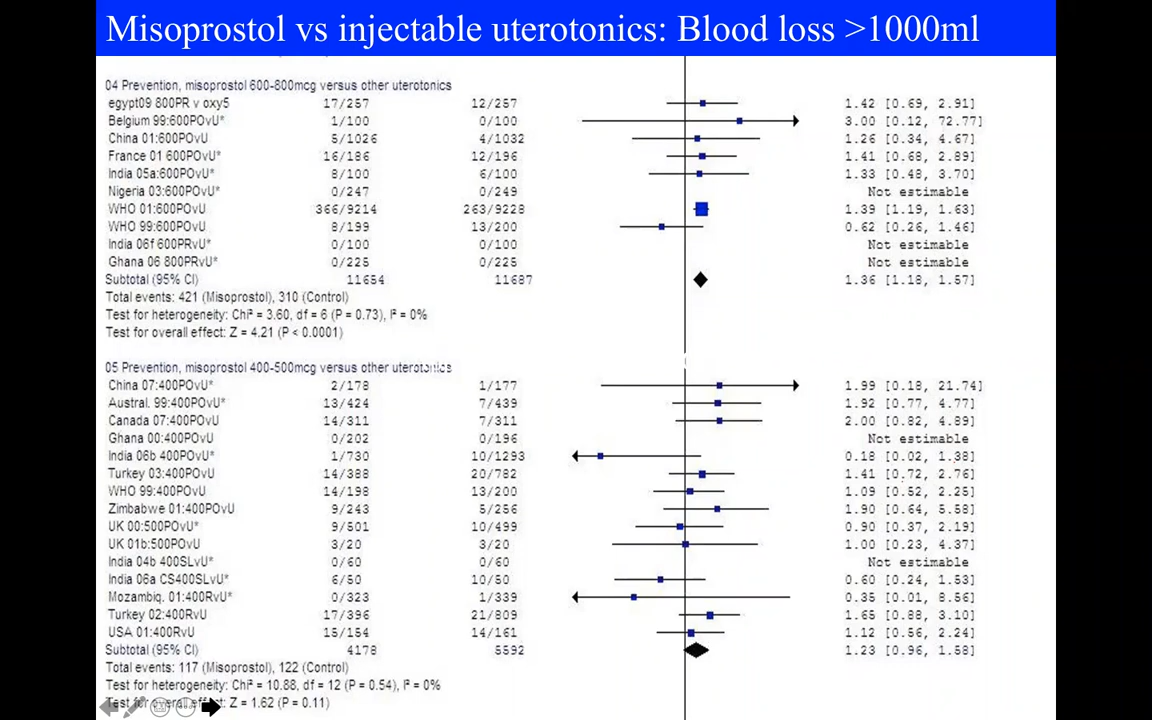 Misoprostol vs injectable uterotonics: Blood loss >1000ml
04 Prevention, misoprostol 600-800mcg versus other uterotonics
egypt09 800PR v oxy5 17/257 12/257 1.42 [0.69, 2.91]
Belgium 99:600POvU* 1/100 0/100 3.00 [0.12, 72.77]
China 01:600POvU 5/1026 4/1032 1.26 [0.34, 4.67]
France 01 600POvU* 16/186 12/196 1.41 [0.68, 2.89]
India 05a:600POvU* 8/100 6/100 1.33 [0.48, 3.70]
Nigeria 03:600POvU 0/247 0/249 Not estimable
WHO 01:600POvU 366/9214 263/9228 1.39 [1.19, 1.63]
WHO 99:600POvU 8/199 13/200 0.62 [0.26, 1.46]
India 06f 600PRvU* 0/100 0/100 Not estimable
Ghana 06 800PRvU* 0/225 0/225 Not estimable
Subtotal (95% CI) 11654 11687 1.36 [1.18, 1.57]
Total events: 421 (Misoprostol), 310 (Control)
Test for heterogeneity: Chi² = 3.60, df = 6 (P = 0.73), I² = 0%
Test for overall effect: Z = 4.21 (P < 0.0001)
05 Prevention, misoprostol 400-500mcg versus other uterotonics
China 07:400POvU* 2/178 1/177 1.99 [0.18, 21.74]
Austral. 99:400POvU* 13/424 7/439 1.92 [0.77, 4.77]
Canada 07:400POvU 14/311 7/311 2.00 [0.82, 4.89]
Ghana 00:400POvU 0/202 0/196 Not estimable
India 06b 400POvU* 1/730 10/1293 0.18 [0.02, 1.38]
Turkey 03:400POvU 14/388 20/782 1.41 [0.72, 2.76]
WHO 99:400POvU 14/198 13/200 1.09 [0.52, 2.25]
Zimbabwe 01:400POvU 9/243 5/256 1.90 [0.64, 5.58]
UK 00:500POvU* 9/501 10/499 0.90 [0.37, 2.19]
UK 01b:500POvU 3/20 3/20 1.00 [0.23, 4.37]
India 04b 400SLvU* 0/60 0/60 Not estimable
India 06a CS400SLvU* 6/50 10/50 0.60 [0.24, 1.53]
Mozambiq. 01:400RvU* 0/323 1/339 0.35 [0.01, 8.56]
Turkey 02:400RvU 17/396 21/809 1.65 [0.88, 3.10]
USA 01:400RvU 15/154 14/161 1.12 [0.56, 2.24]
Subtotal (95% CI) 4178 5592 1.23 [0.96, 1.58]
Total events: 117 (Misoprostol), 122 (Control)
Test for heterogeneity: Chi² = 10.88, df = 12 (P = 0.54), I² = 0%
Test for overall effect: Z = 1.62 (P = 0.11)